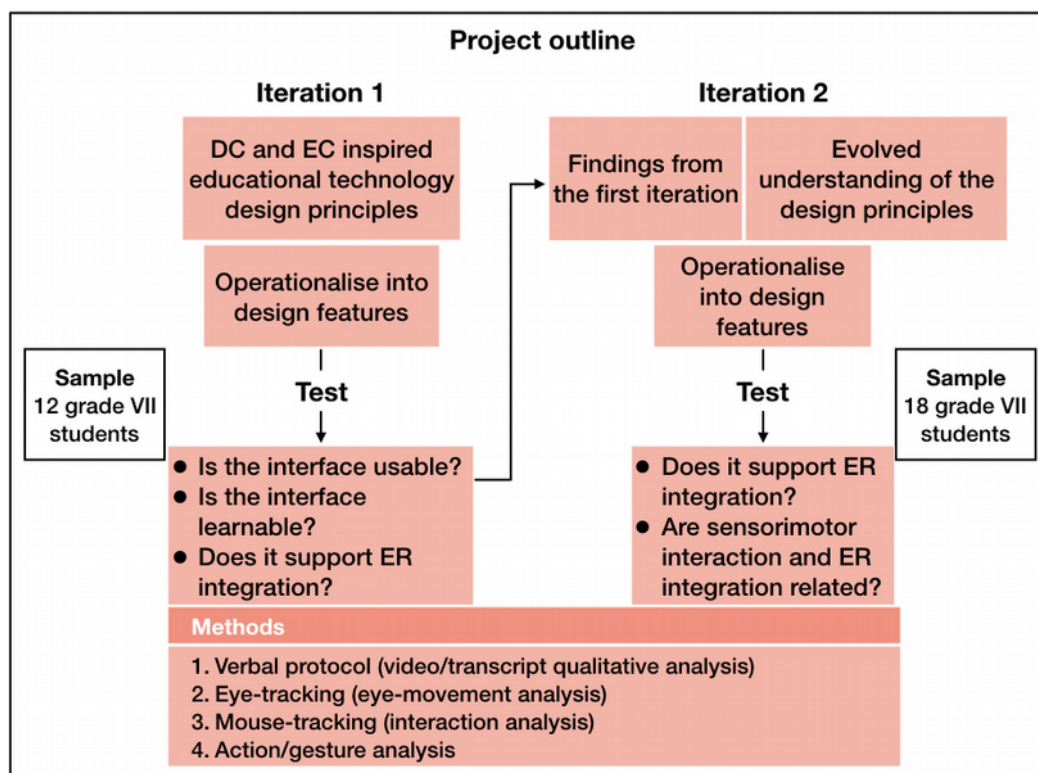 Project outline
Iteration 1
DC and EC inspired
educational technology
design principles
Operationalise into
design features
Sample
12 grade VII
students
Test
● Is the interface usable?
● Is the interface
learnable?
● Does it support ER
integration?
Iteration 2
Findings from
the first iteration
Evolved
understanding of the
design principles
Operationalise
into design
features
Test
Sample
18 grade VII
students
● Does it support ER
integration?
● Are sensorimotor
interaction and ER
integration related?
Methods
1. Verbal protocol (video/transcript qualitative analysis)
2. Eye-tracking (eye-movement analysis)
3. Mouse-tracking (interaction analysis)
4. Action/gesture analysis